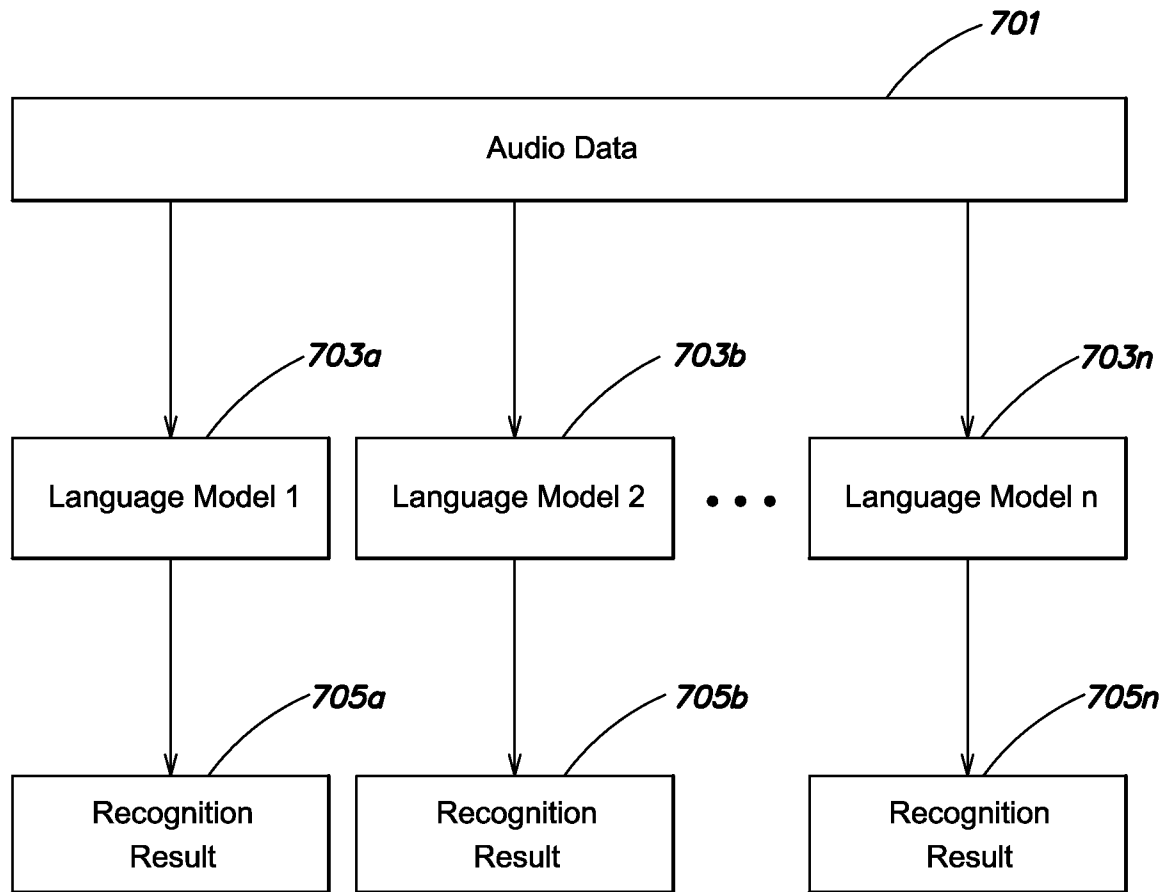 701
Audio Data
703a
703b
703n
Language Model 1
Language Model 2
Language Model n
705a
705b
705n
Recognition
Result
Recognition
Result
Recognition
Result